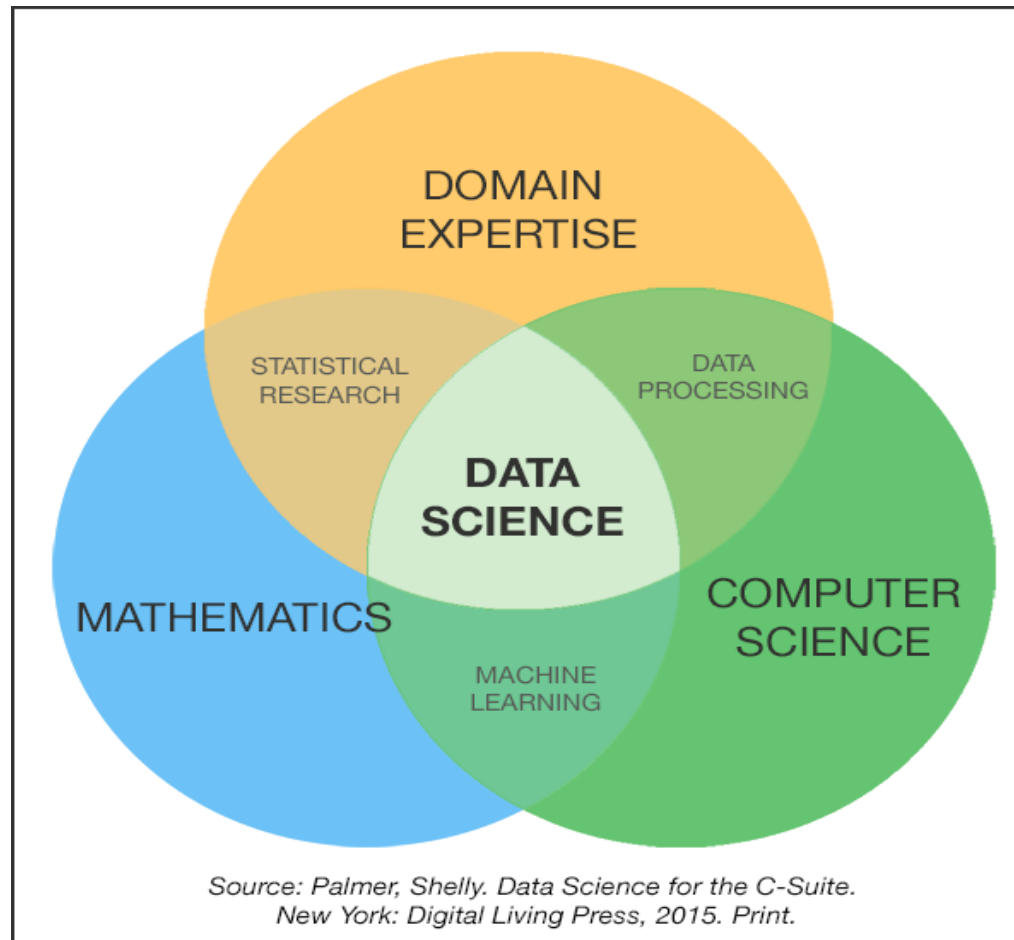 DOMAIN
EXPERTISE
STATISTICAL
RESEARCH
DATA
PROCESSING
DATA
SCIENCE
MATHEMATICS
COMPUTER
SCIENCE
MACHINE
LEARNING
Source: Palmer, Shelly. Data Science for the C-Suite.
New York: Digital Living Press, 2015. Print.